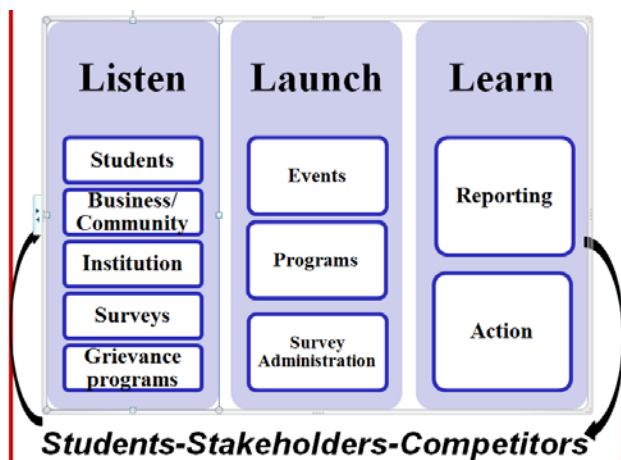 Listen
Students
Business/
Community
Institution
Surveys
Grievance
programs
Launch
Events
Programs
Survey
Administration
Learn
Reporting
Action
Students-Stakeholders-Competitors